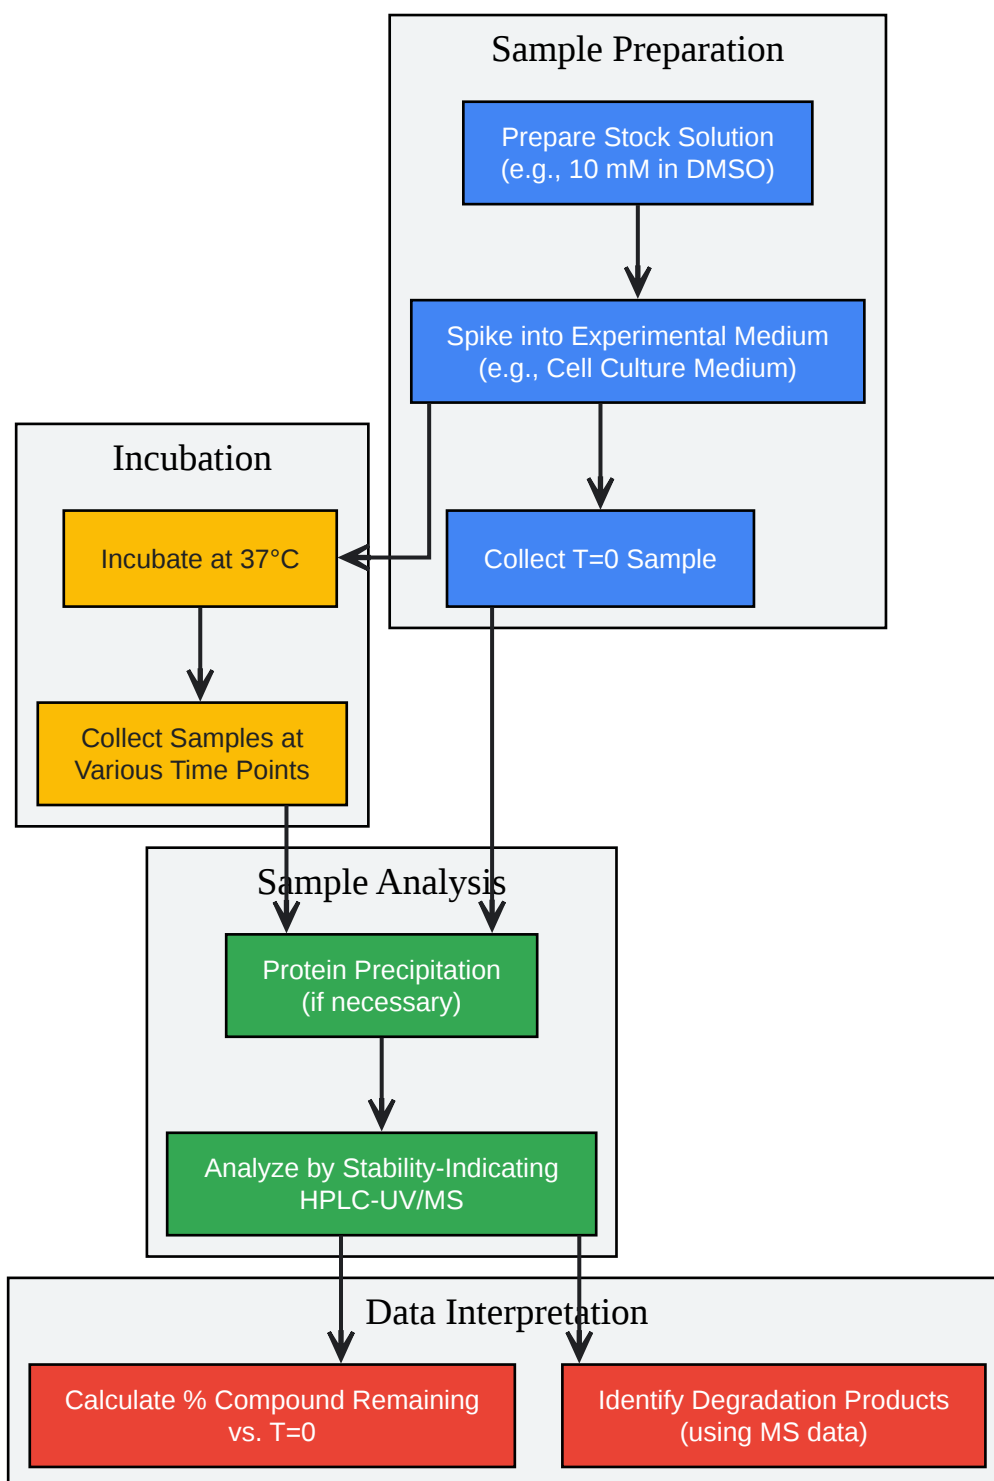 Sample Preparation
Prepare Stock Solution
(e.g., 10 mM in DMSO)
Spike into Experimental Medium
(e.g., Cell Culture Medium)
Incubation
Incubate at 37°C
Collect T=0 Sample
Collect Samples at
Various Time Points
Sample Analysis
Protein Precipitation
(if necessary)
Analyze by Stability-Indicating
HPLC-UV/MS
Data Interpretation
Calculate % Compound Remaining
vs. T=0
Identify Degradation Products
(using MS data)